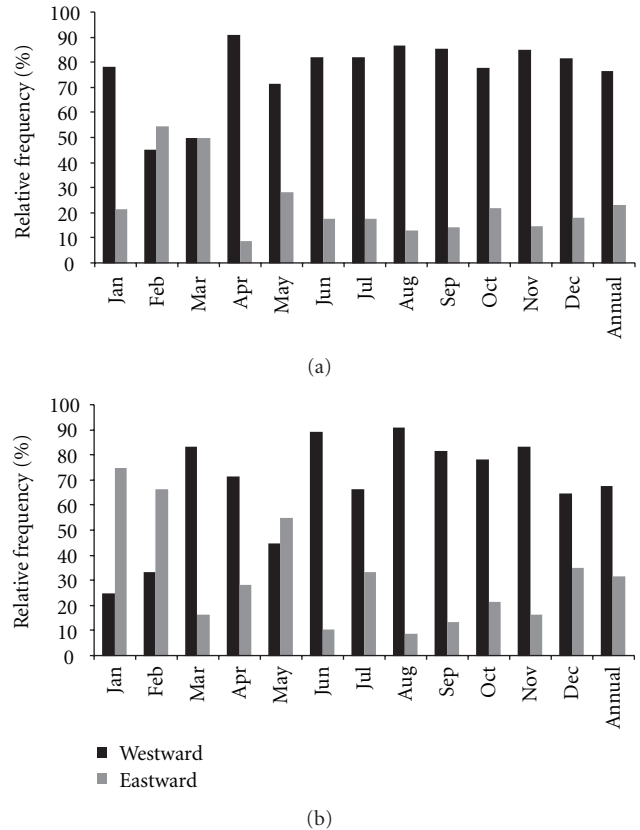 Relative frequency (%)
100
90
80
70
60
50
40
30
20
10
0
Jan
Feb
Mar
Apr
May
Jun
Jul
Aug
Sep
Oct
Nov
Dec
Annual
(a)
Relative frequency (%)
100
90
80
70
60
50
40
30
20
10
0
Jan
Feb
Mar
Apr
May
Jun
Jul
Aug
Sep
Oct
Nov
Dec
Annual
Westward
Eastward
(b)